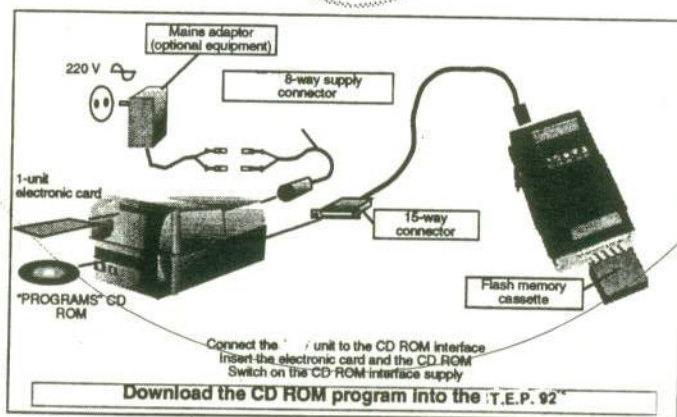 Mains adaptor
(optional equipment)
220 V
8-way supply
connector
1-unit
electronic card
15-way
connector
"PROGRAMS" CD
ROM
Flash memory
cassette
Connect the unit to the CD ROM interface
Insert the electronic card and the CD ROM
Switch on the CD ROM interface supply
Download the CD ROM program into the T.E.P. 92"